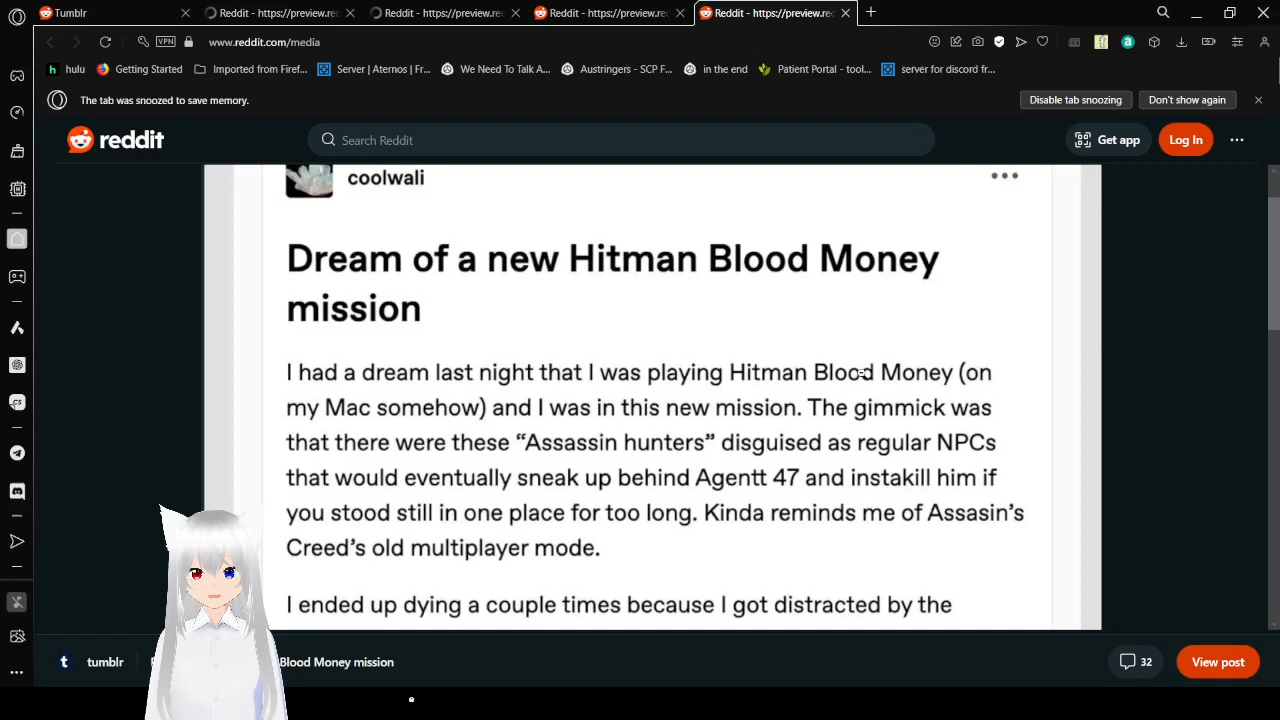 Tumblr
Reddit - https://preview.rec
Reddit - https://preview.rec
Reddit - https://preview.rec
Reddit - https://preview.rec
VPN
www.reddit.com/media
hulu
Getting Started
Imported from Firef...
Server | Aternos | Fr...
We Need To Talk A...
Austringers - SCP F...
in the end
Patient Portal - tool...
server for discord fr...
The tab was snoozed to save memory.
Disable tab snoozing
Don't show again
reddit
Search Reddit
Get app
Log In
coolwali
Dream of a new Hitman Blood Money
mission
I had a dream last night that I was playing Hitman Blood Money (on
my Mac somehow) and I was in this new mission. The gimmick was
that there were these “Assassin hunters” disguised as regular NPCs
that would eventually sneak up behind Agentt 47 and instakill him if
you stood still in one place for too long. Kinda reminds me of Assasin’s
Creed’s old multiplayer mode.
I ended up dying a couple times because I got distracted by the
tumblr
Blood Money mission
32
View post